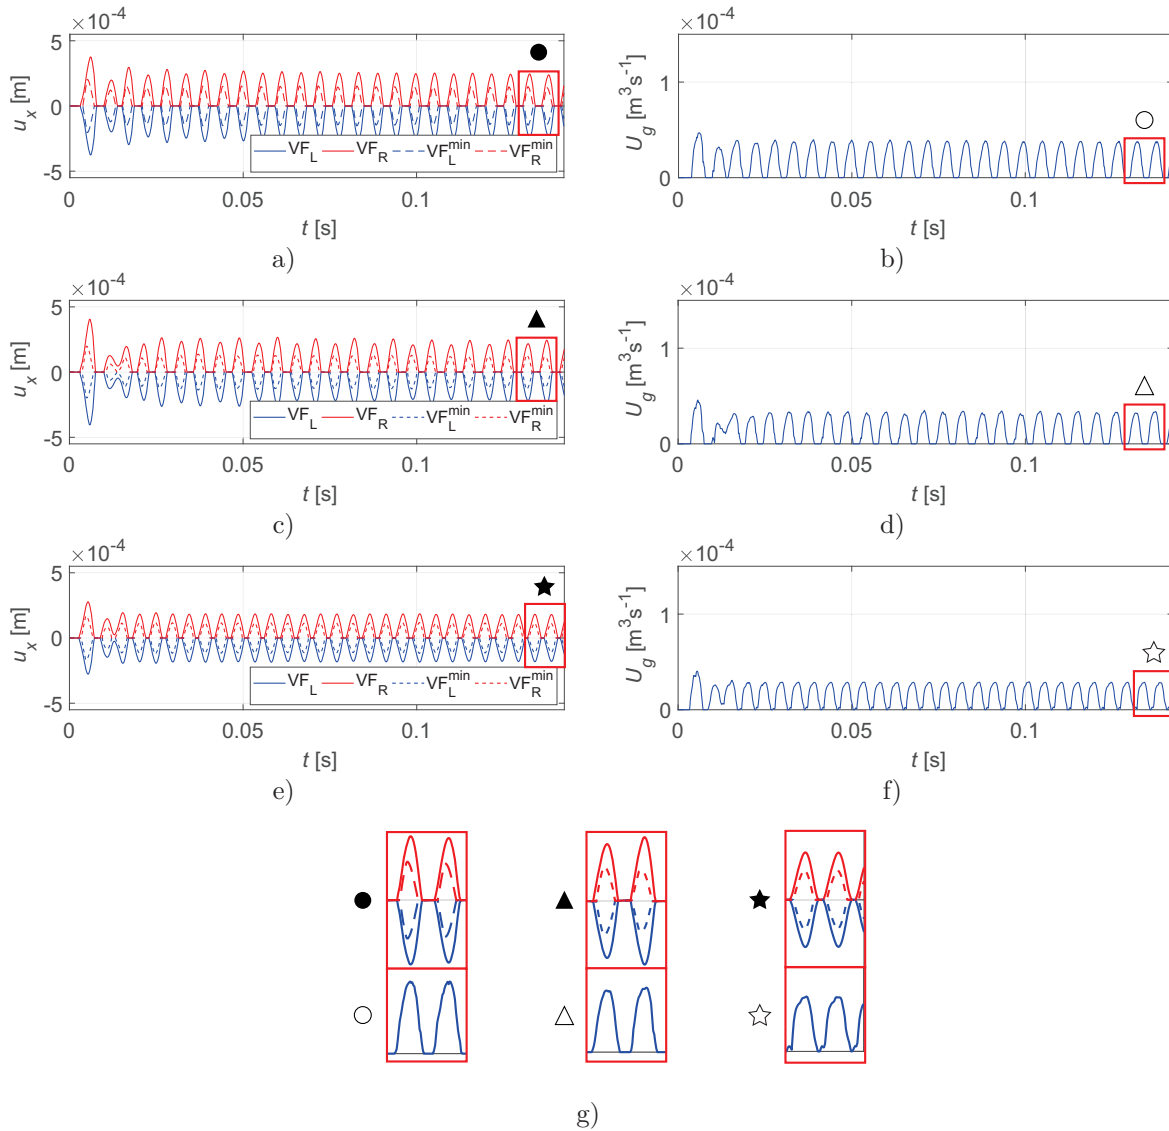 ×10⁻⁴
5
0
-5
u_x [m]
VF_L VF_R VF_L^min VF_R^min
0 0.05 0.1
t [s]
a)
×10⁻⁴
1
0
U_g [m³s⁻¹]
0 0.05 0.1
t [s]
b)
×10⁻⁴
5
0
-5
u_x [m]
VF_L VF_R VF_L^min VF_R^min
0 0.05 0.1
t [s]
c)
×10⁻⁴
1
0
U_g [m³s⁻¹]
0 0.05 0.1
t [s]
d)
×10⁻⁴
5
0
-5
u_x [m]
VF_L VF_R VF_L^min VF_R^min
0 0.05 0.1
t [s]
e)
×10⁻⁴
1
0
U_g [m³s⁻¹]
0 0.05 0.1
t [s]
f)
g)